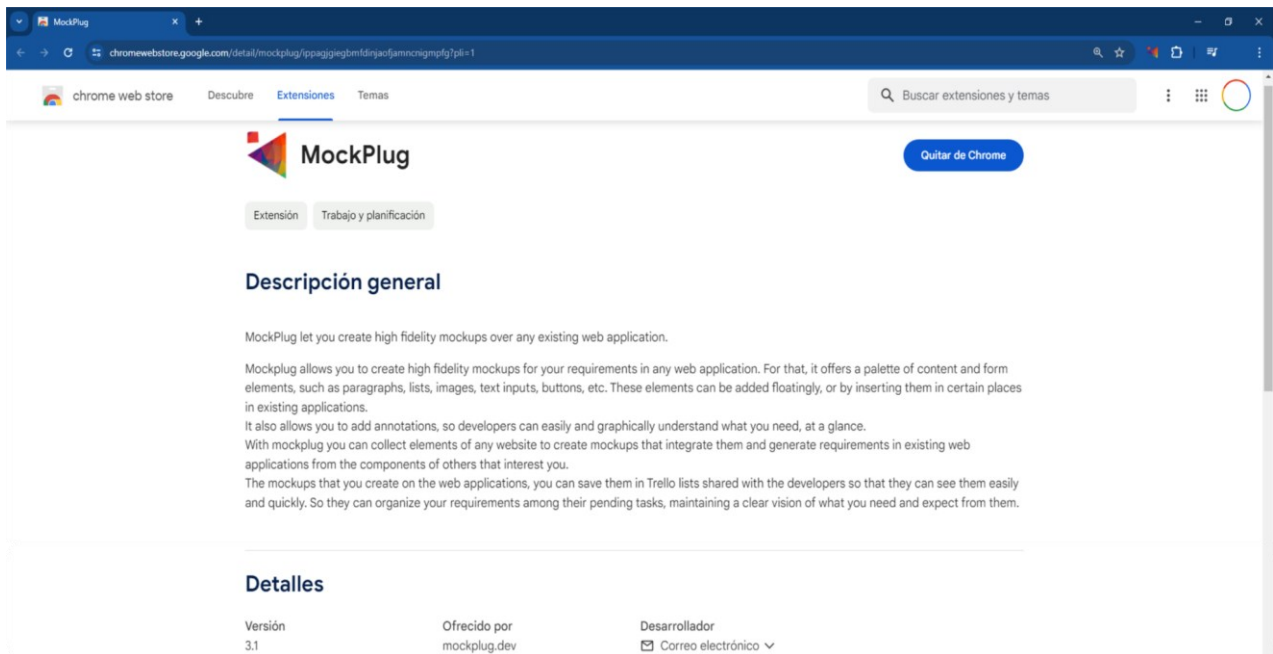 MockPlug
chromewebstore.google.com/detail/mockplug/ippagjgiegbmfdinjaofjamncnigmpfg?pli=1
chrome web store Descubre Extensiones Temas Buscar extensiones y temas
MockPlug
Quitar de Chrome
Extensión Trabajo y planificación
Descripción general
MockPlug let you create high fidelity mockups over any existing web application.
Mockplug allows you to create high fidelity mockups for your requirements in any web application. For that, it offers a palette of content and form
elements, such as paragraphs, lists, images, text inputs, buttons, etc. These elements can be added floatingly, or by inserting them in certain places
in existing applications.
It also allows you to add annotations, so developers can easily and graphically understand what you need, at a glance.
With mockplug you can collect elements of any website to create mockups that integrate them and generate requirements in existing web
applications from the components of others that interest you.
The mockups that you create on the web applications, you can save them in Trello lists shared with the developers so that they can see them easily
and quickly. So they can organize your requirements among their pending tasks, maintaining a clear vision of what you need and expect from them.
Detalles
Versión Ofrecido por Desarrollador
3.1 mockplug.dev Correo electrónico